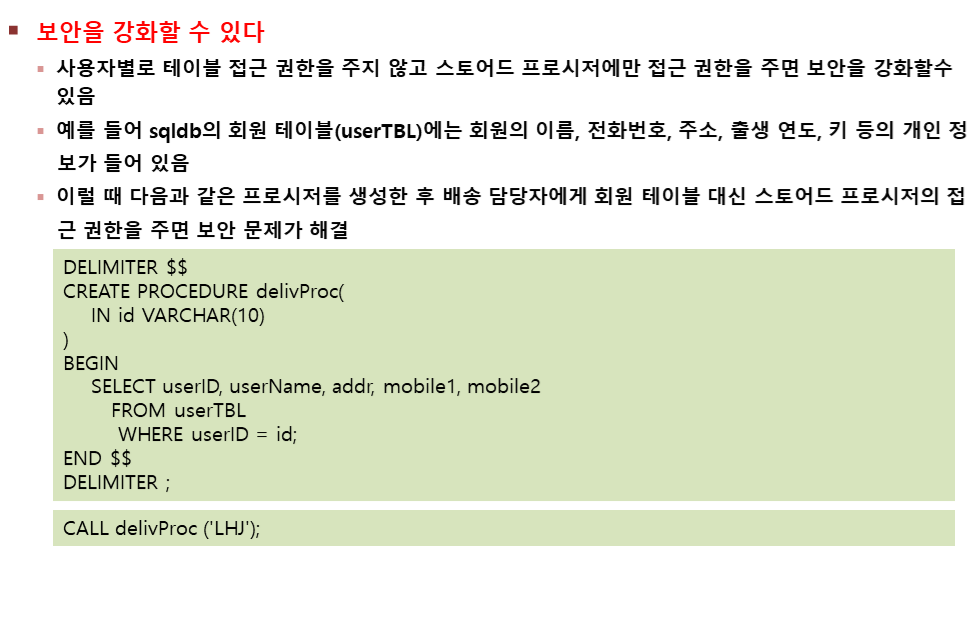 보안을 강화할 수 있다
사용자별로 테이블 접근 권한을 주지 않고 스토어드 프로시저에만 접근 권한을 주면 보안을 강화할수
있음
예를 들어 sqldb의 회원 테이블(userTBL)에는 회원의 이름, 전화번호, 주소, 출생 연도, 키 등의 개인 정
보가 들어 있음
이럴 때 다음과 같은 프로시저를 생성한 후 배송 담당자에게 회원 테이블 대신 스토어드 프로시저의 접
근 권한을 주면 보안 문제가 해결
DELIMITER $$
CREATE PROCEDURE delivProc(
IN id VARCHAR(10)
)
BEGIN
SELECT userID, userName, addr, mobile1, mobile2
FROM userTBL
WHERE userID = id;
END $$
DELIMITER ;
CALL delivProc ('LHJ');